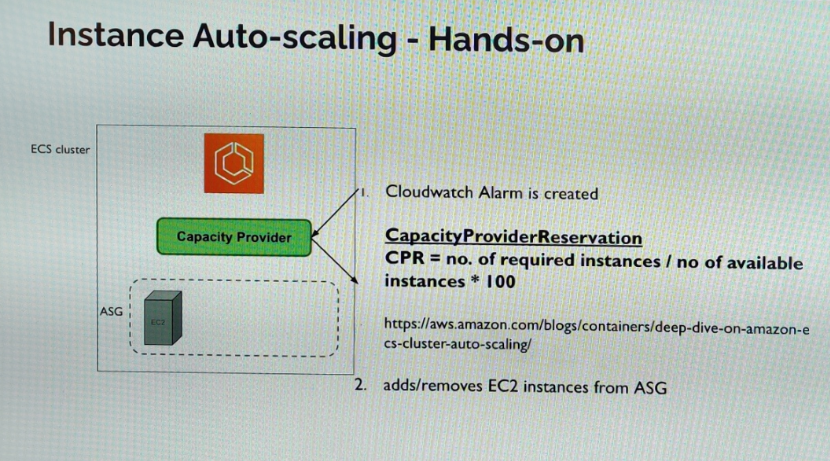 Instance Auto-scaling - Hands-on
ECS cluster
1. Cloudwatch Alarm is created
Capacity Provider
CapacityProviderReservation
CPR = no. of required instances / no of available
instances * 100
ASG
EC2
https://aws.amazon.com/blogs/containers/deep-dive-on-amazon-e
cs-cluster-auto-scaling/
2. adds/removes EC2 instances from ASG